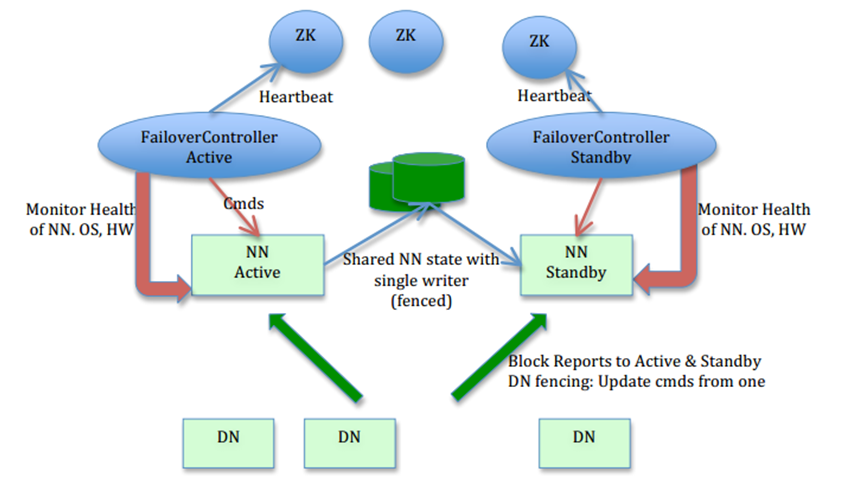 ZK
ZK
ZK
Heartbeat
Heartbeat
FailoverController
Active
FailoverController
Standby
Cmds
Monitor Health
of NN. OS, HW
Monitor Health
of NN. OS, HW
NN
Active
Shared NN state with
single writer
(fenced)
NN
Standby
Block Reports to Active & Standby
DN fencing: Update cmds from one
DN
DN
DN